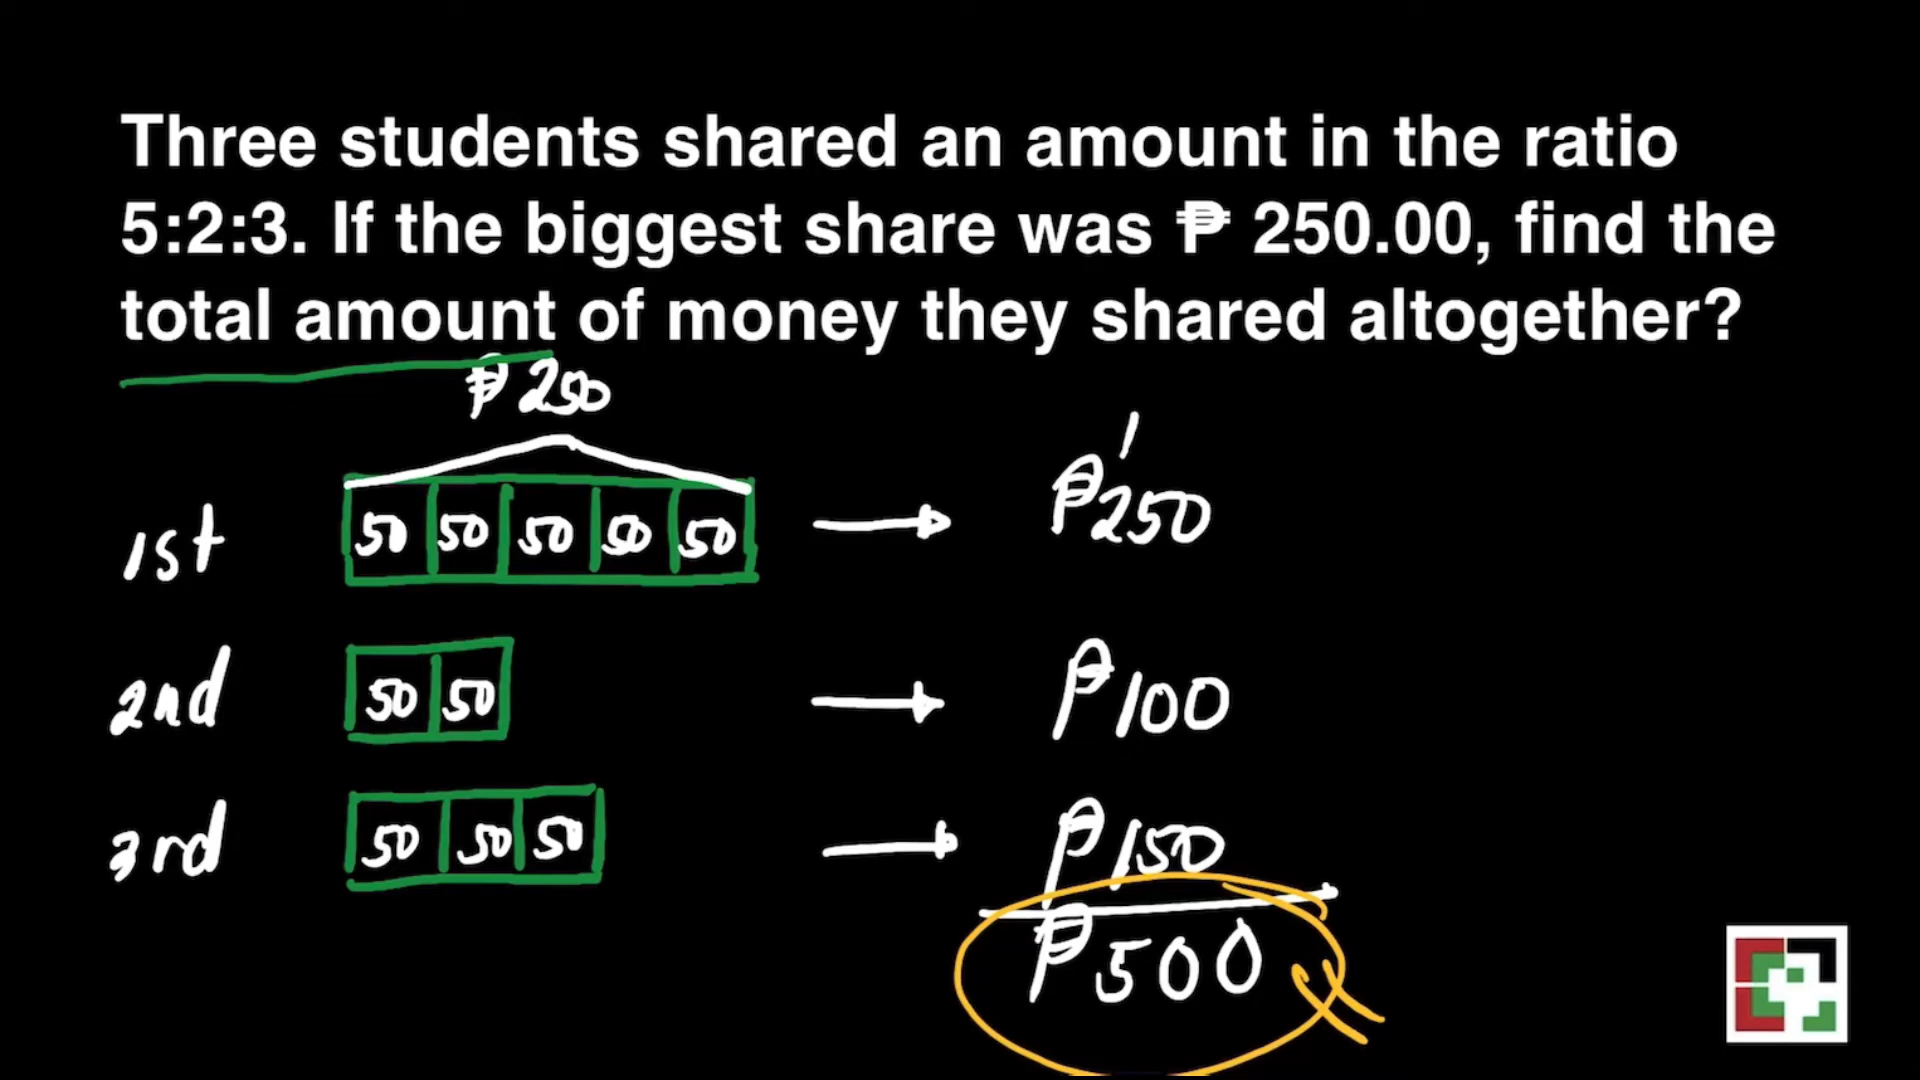 Three students shared an amount in the ratio
5:2:3. If the biggest share was ₱ 250.00, find the
total amount of money they shared altogether?
₱ 250
1st 50 50 50 50 50 ₱250
1
2nd 50 50 ₱100
3rd 50 50 50 ₱150
₱500